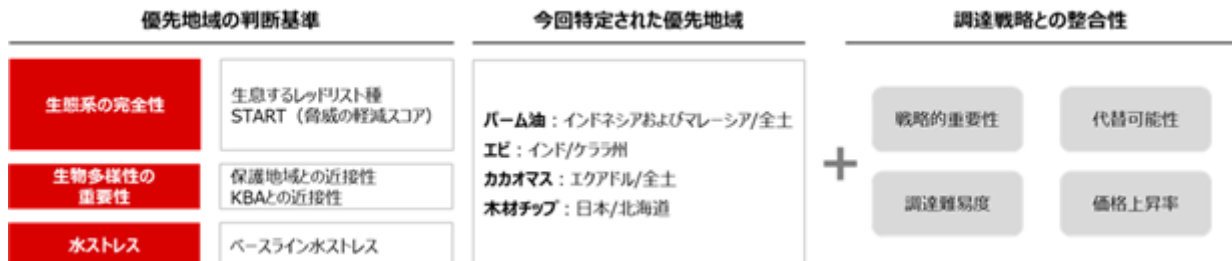 優先地域の判断基準
今回特定された優先地域
調達戦略との整合性
生態系の完全性
生息するレッドリスト種
START（脅威の軽減スコア）
生物多様性の
重要性
保護地域との近接性
KBAとの近接性
水ストレス
ベースライン水ストレス
パーム油：インドネシアおよびマレーシア/全土
エビ：インド/ケララ州
カカオマス：エクアドル/全土
木材チップ：日本/北海道
+
戦略的重要性
代替可能性
調達難易度
価格上昇率